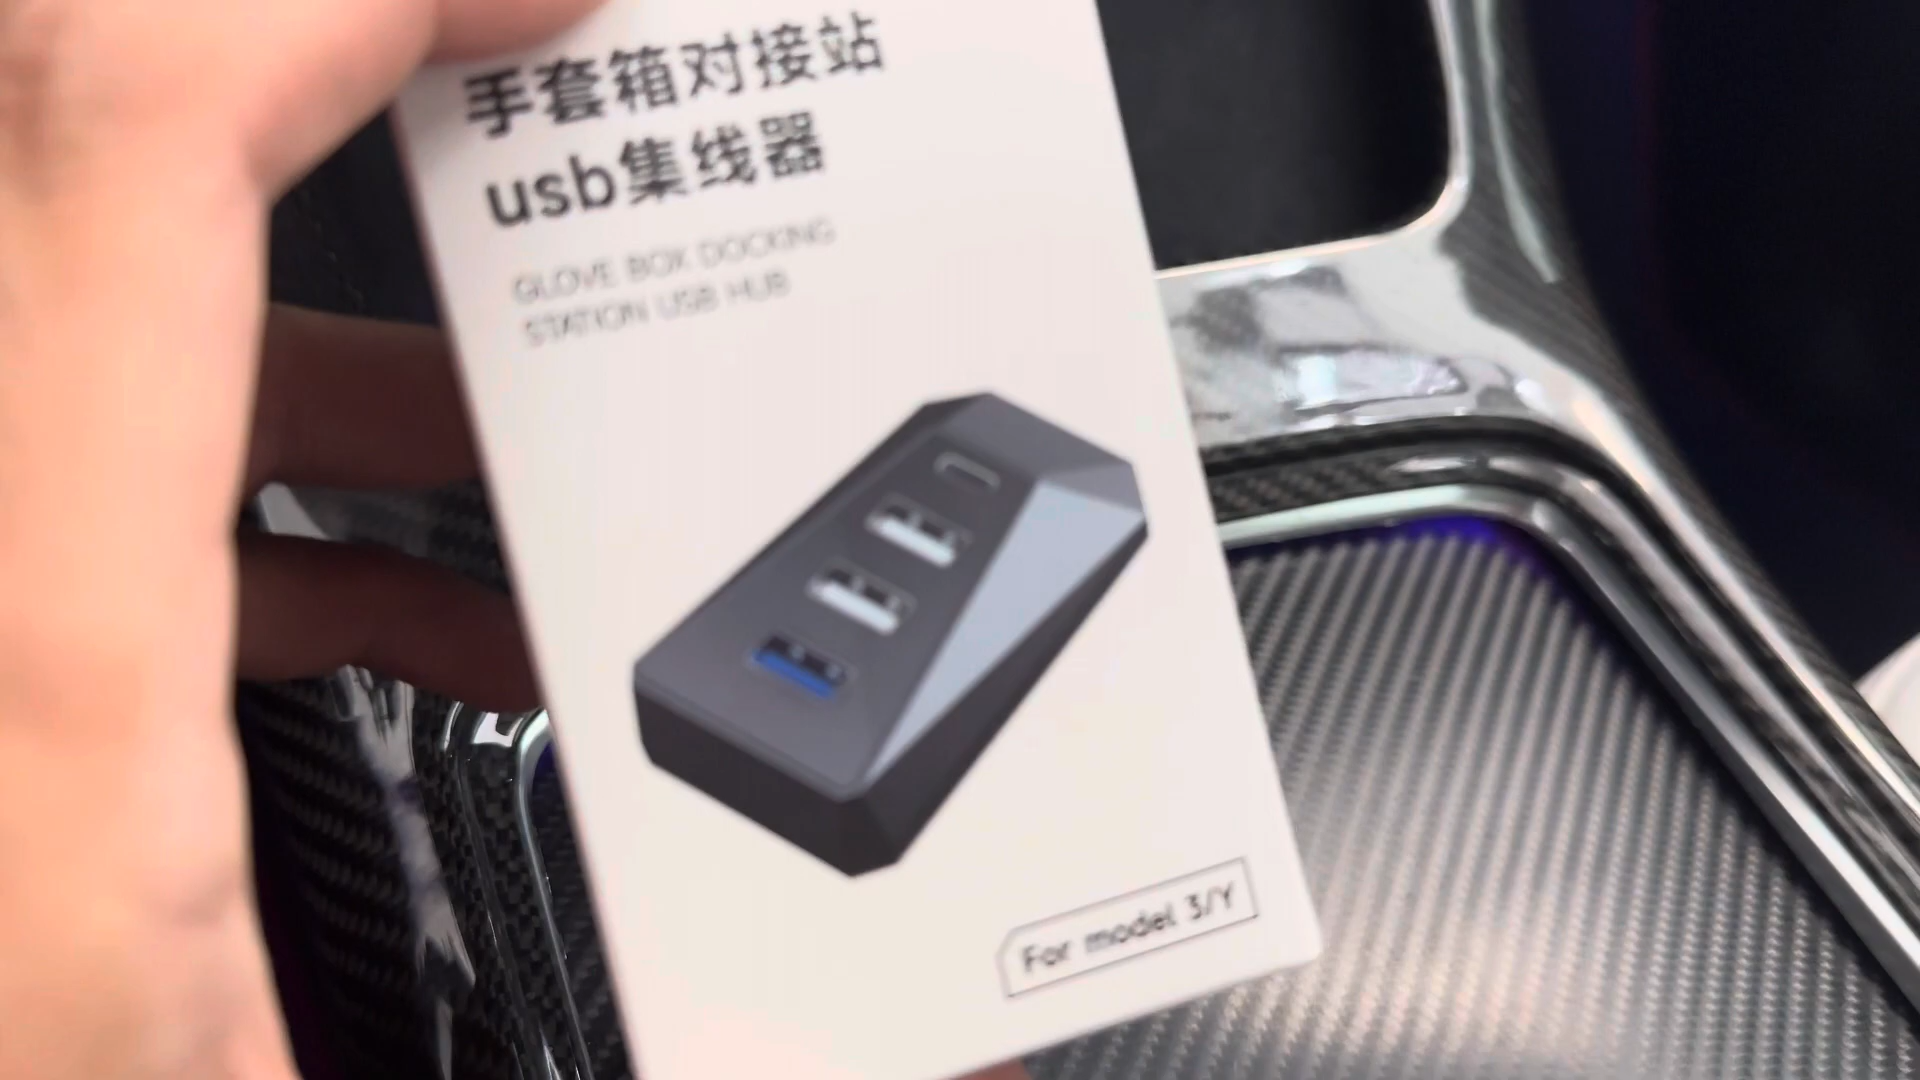 手套箱对接站
usb集线器
GLOVE BOX DOCKING
STATION USB HUB
For model 3/Y